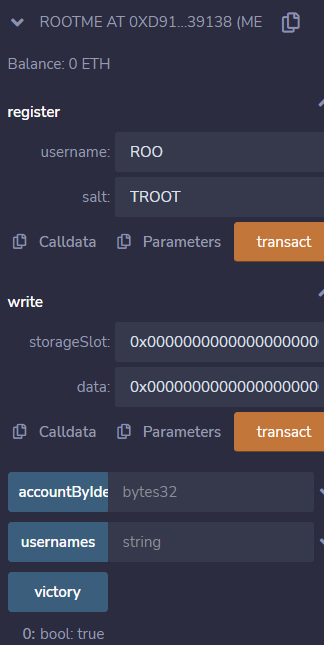 ROOTME AT 0XD91...39138 (ME
Balance: 0 ETH
register
username: ROO
salt: TROOT
Calldata Parameters transact
write
storageSlot: 0x0000000000000000000
data: 0x0000000000000000000
Calldata Parameters transact
accountByIde bytes32
usernames string
victory
0: bool: true